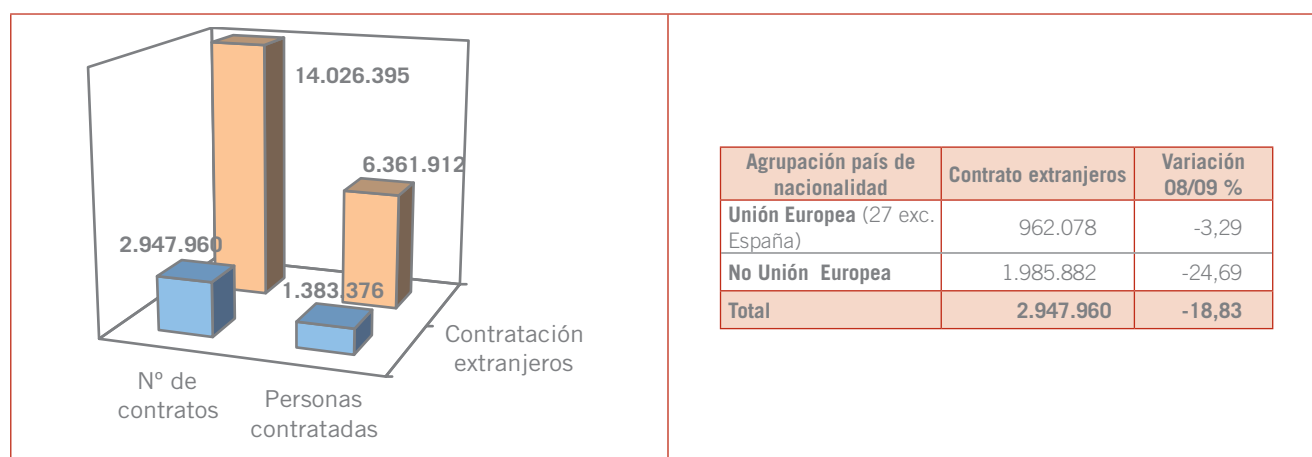 14.026.395
6.361.912
2.947.960
1.383.376
Contratación
extranjeros
Nº de
contratos
Personas
contratadas
Agrupación país de
nacionalidad
Contrato extranjeros
Variación
08/09 %
Unión Europea (27 exc.
España)
962.078
-3,29
No Unión Europea
1.985.882
-24,69
Total
2.947.960
-18,83